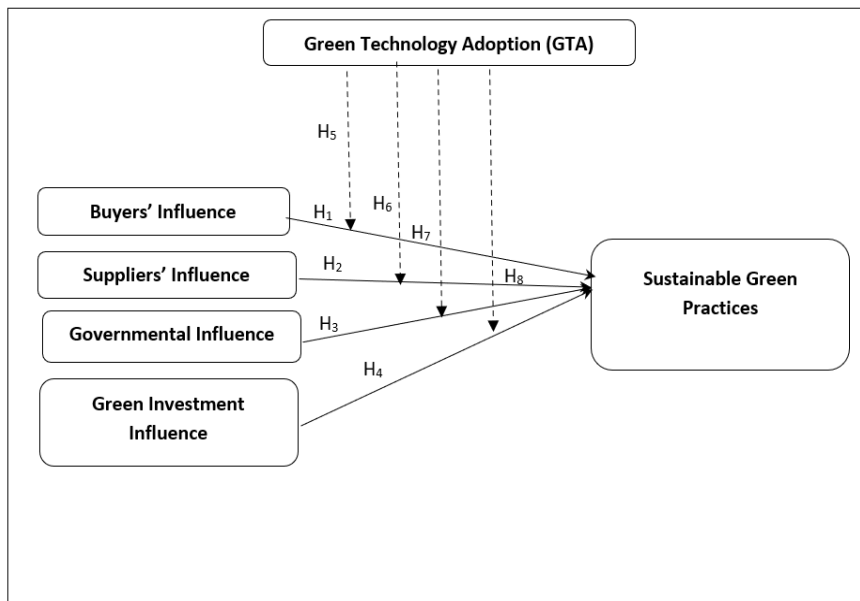 Green Technology Adoption (GTA)
H₅
Buyers’ Influence
H₁
H₆
H₇
Suppliers’ Influence
H₂
H₈
Sustainable Green
Practices
Governmental Influence
H₃
H₄
Green Investment
Influence